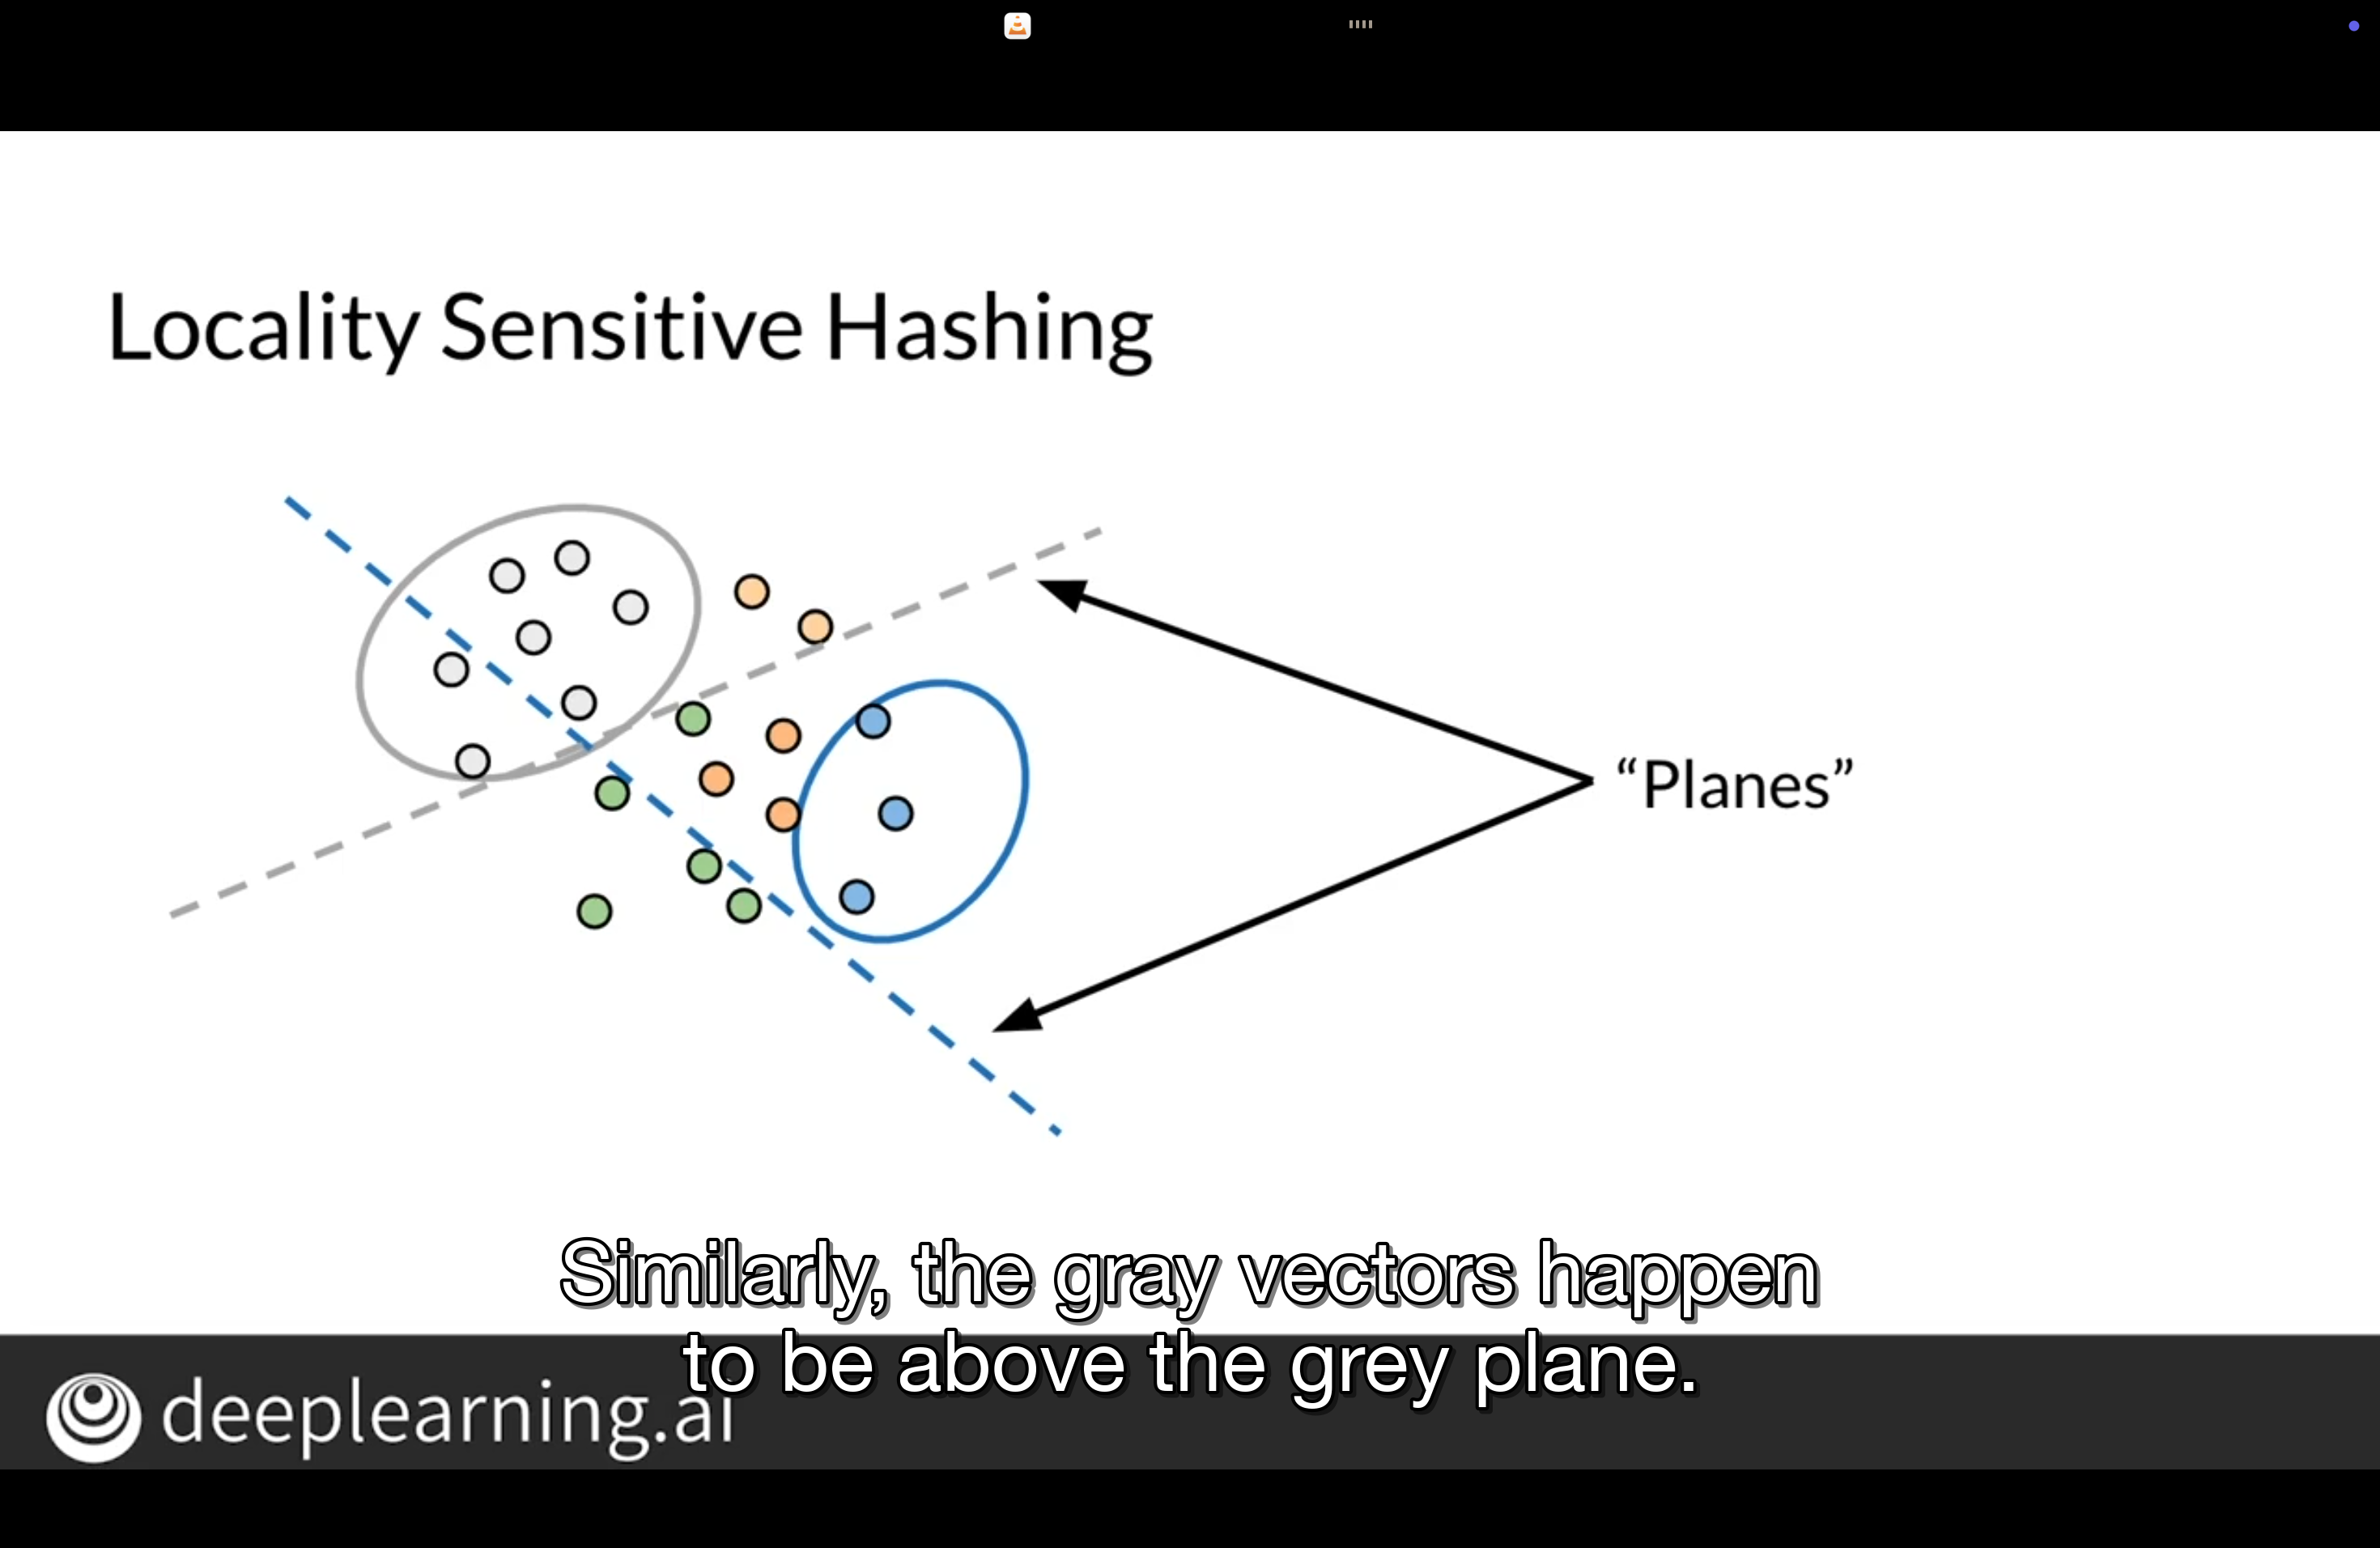 Locality Sensitive Hashing
“Planes”
Similarly, the gray vectors happen
to be above the grey plane.
deeplearning.ai